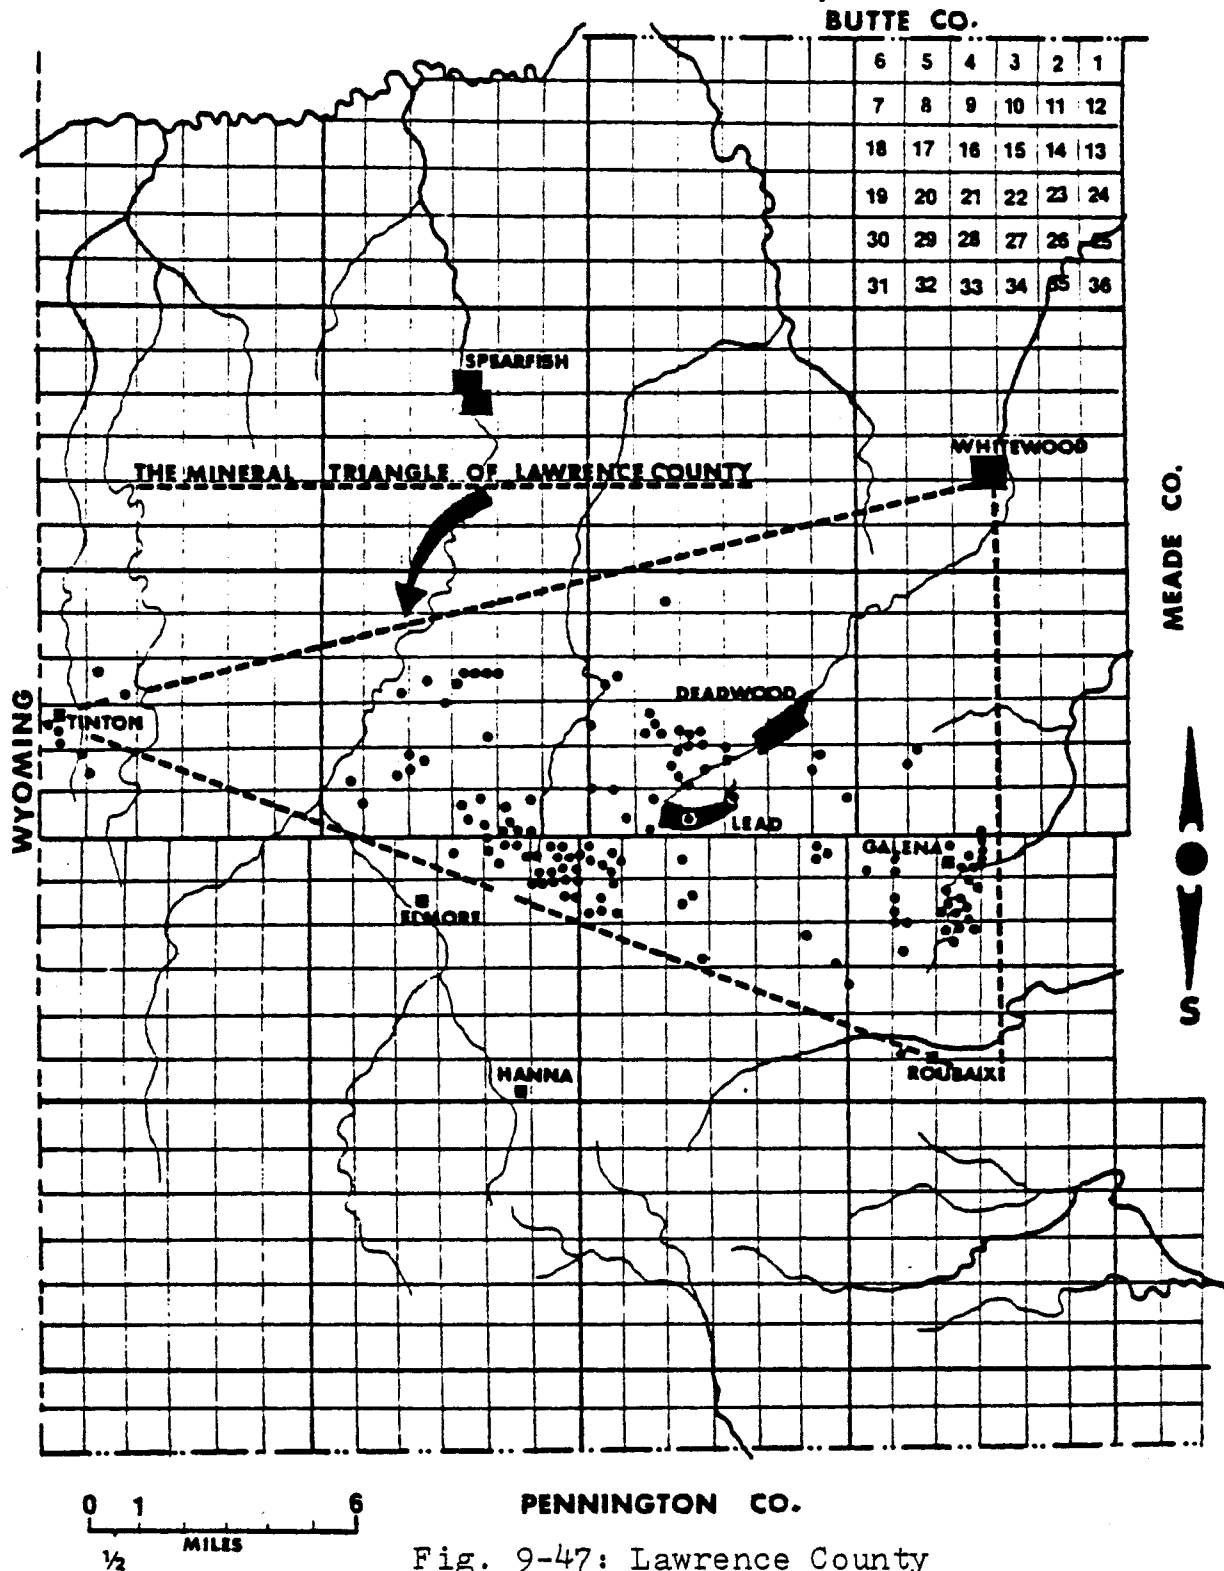 BUTTE CO.
6 5 4 3 2 1
7 8 9 10 11 12
18 17 16 15 14 13
19 20 21 22 23 24
30 29 28 27 26 25
31 32 33 34 35 36
SPEARFISH
WHITEWOOD
THE MINERAL TRIANGLE OF LAWRENCE COUNTY
MEADE CO.
DEADWOOD
WYOMING
TINTON
LEAD
GALENA
ELMORE
S
HANNA
ROUBAIX
0 1 6
MILES
½
PENNINGTON CO.
Fig. 9-47: Lawrence County